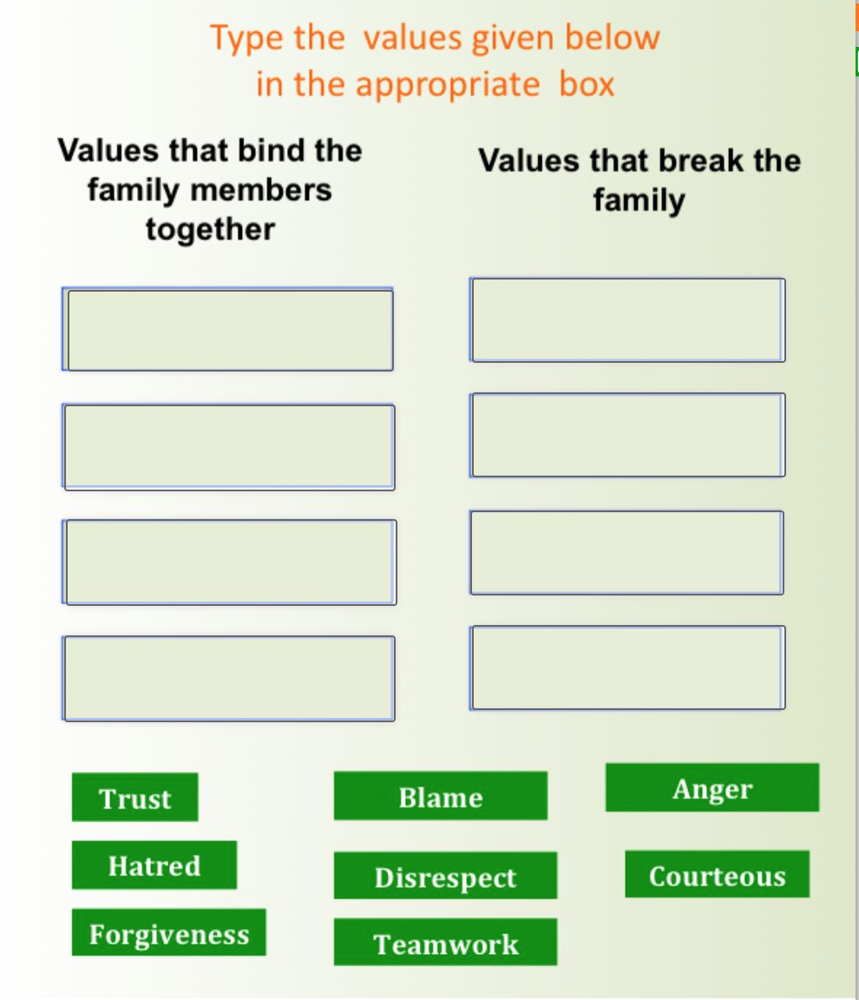 Type the values given below
in the appropriate box
Values that bind the
family members
together
Values that break the
family
Trust
Blame
Anger
Hatred
Disrespect
Courteous
Forgiveness
Teamwork